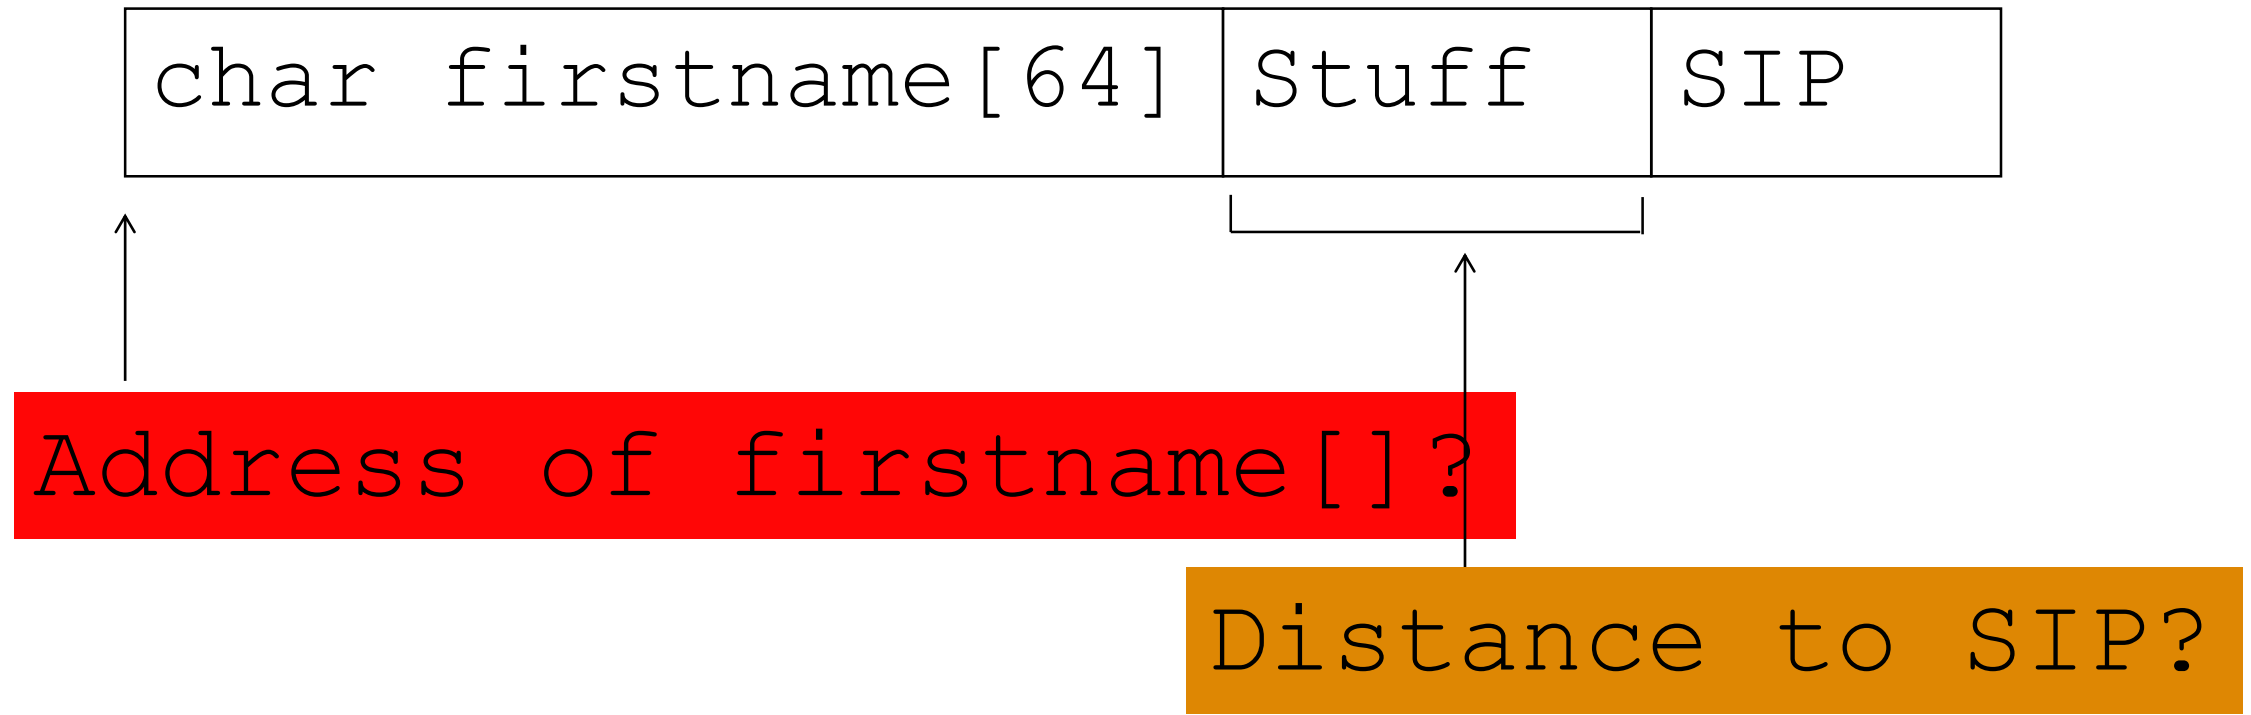 char firstname[64] Stuff SIP
Address of firstname[]?
Distance to SIP?